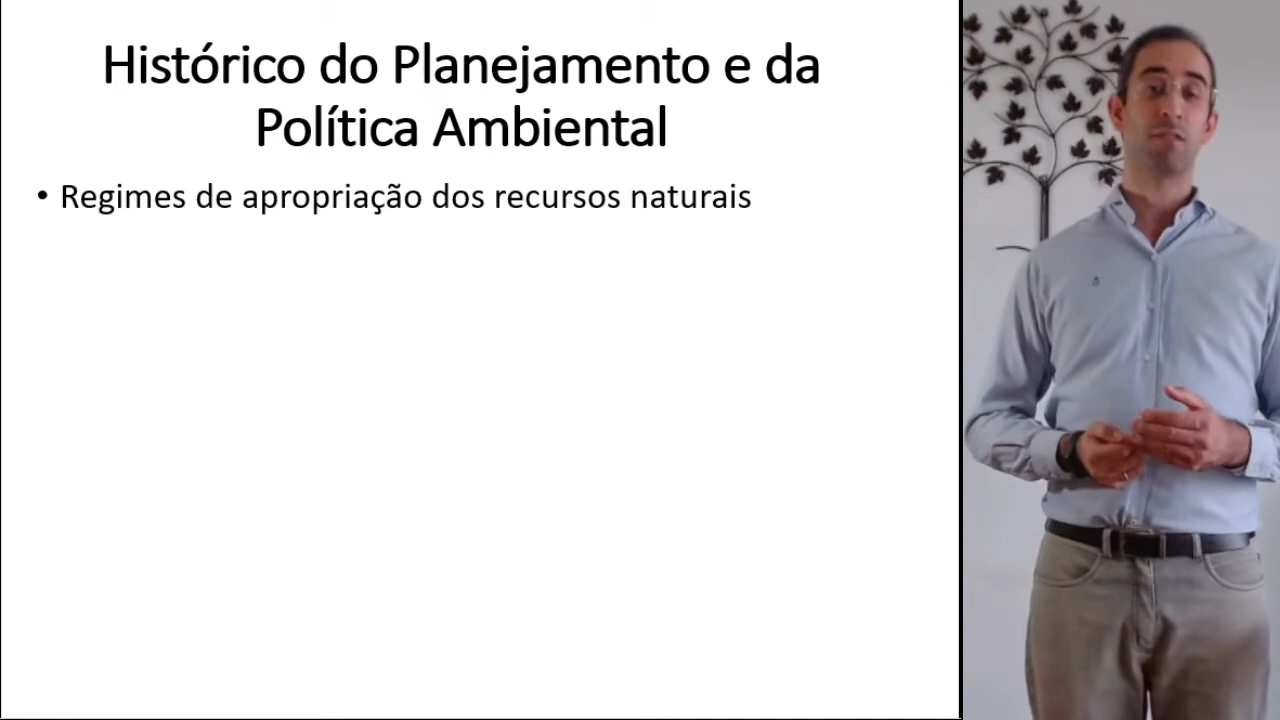 Histórico do Planejamento e da
Política Ambiental
• Regimes de apropriação dos recursos naturais